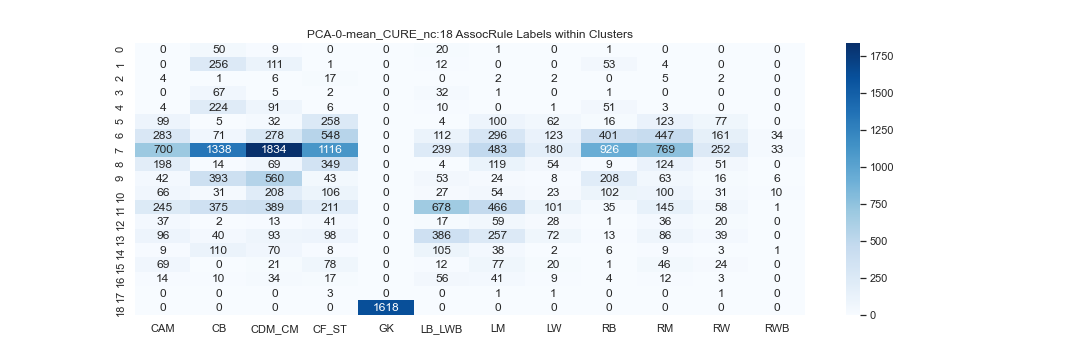 PCA-0-mean_CURE_nc:18 AssocRule Labels within Clusters
0 0 50 9 0 0 20 1 0 1 0 0 0
1 0 256 111 1 0 12 0 0 53 4 0 0
2 4 1 6 17 0 0 2 2 0 5 2 0
3 0 67 5 2 0 32 1 0 1 0 0 0
4 4 224 91 6 0 10 0 1 51 3 0 0
5 99 5 32 258 0 4 100 62 16 123 77 0
6 283 71 278 548 0 112 296 123 401 447 161 34
7 700 1338 1834 1116 0 239 483 180 926 769 252 33
8 198 14 69 349 0 4 119 54 9 124 51 0
9 42 393 560 43 0 53 24 8 208 63 16 6
10 66 31 208 106 0 27 54 23 102 100 31 10
11 245 375 389 211 0 678 466 101 35 145 58 1
12 37 2 13 41 0 17 59 28 1 36 20 0
13 96 40 93 98 0 386 257 72 13 86 39 0
14 9 110 70 8 0 105 38 2 6 9 3 1
15 69 0 21 78 0 12 77 20 1 46 24 0
16 14 10 34 17 0 56 41 9 4 12 3 0
17 0 0 0 3 0 0 1 1 0 0 1 0
18 0 0 0 0 1618 0 0 0 0 0 0 0
CAM CB CDM_CM CF_ST GK LB_LWB LM LW RB RM RW RWB
1750
1500
1250
1000
750
500
250
0